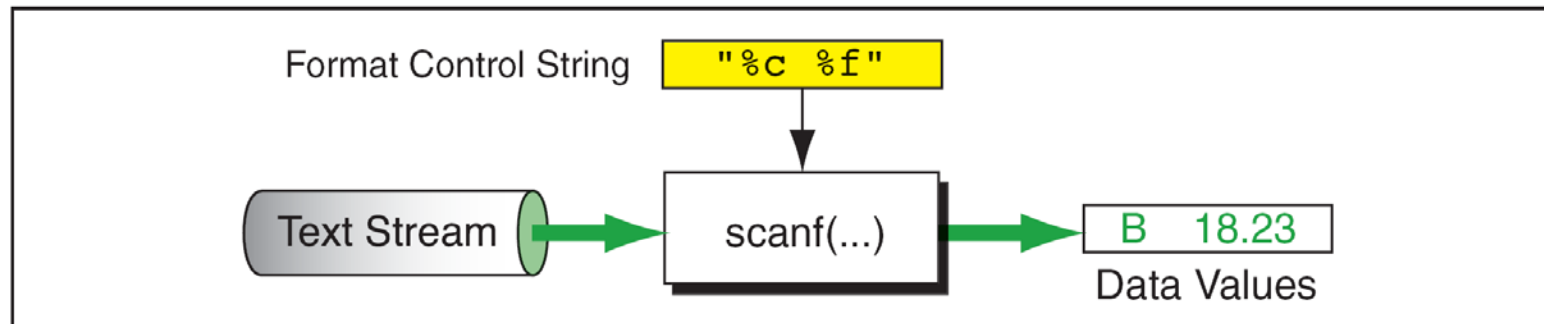 Format Control String "%c %f"
Text Stream scanf(...) B 18.23
Data Values